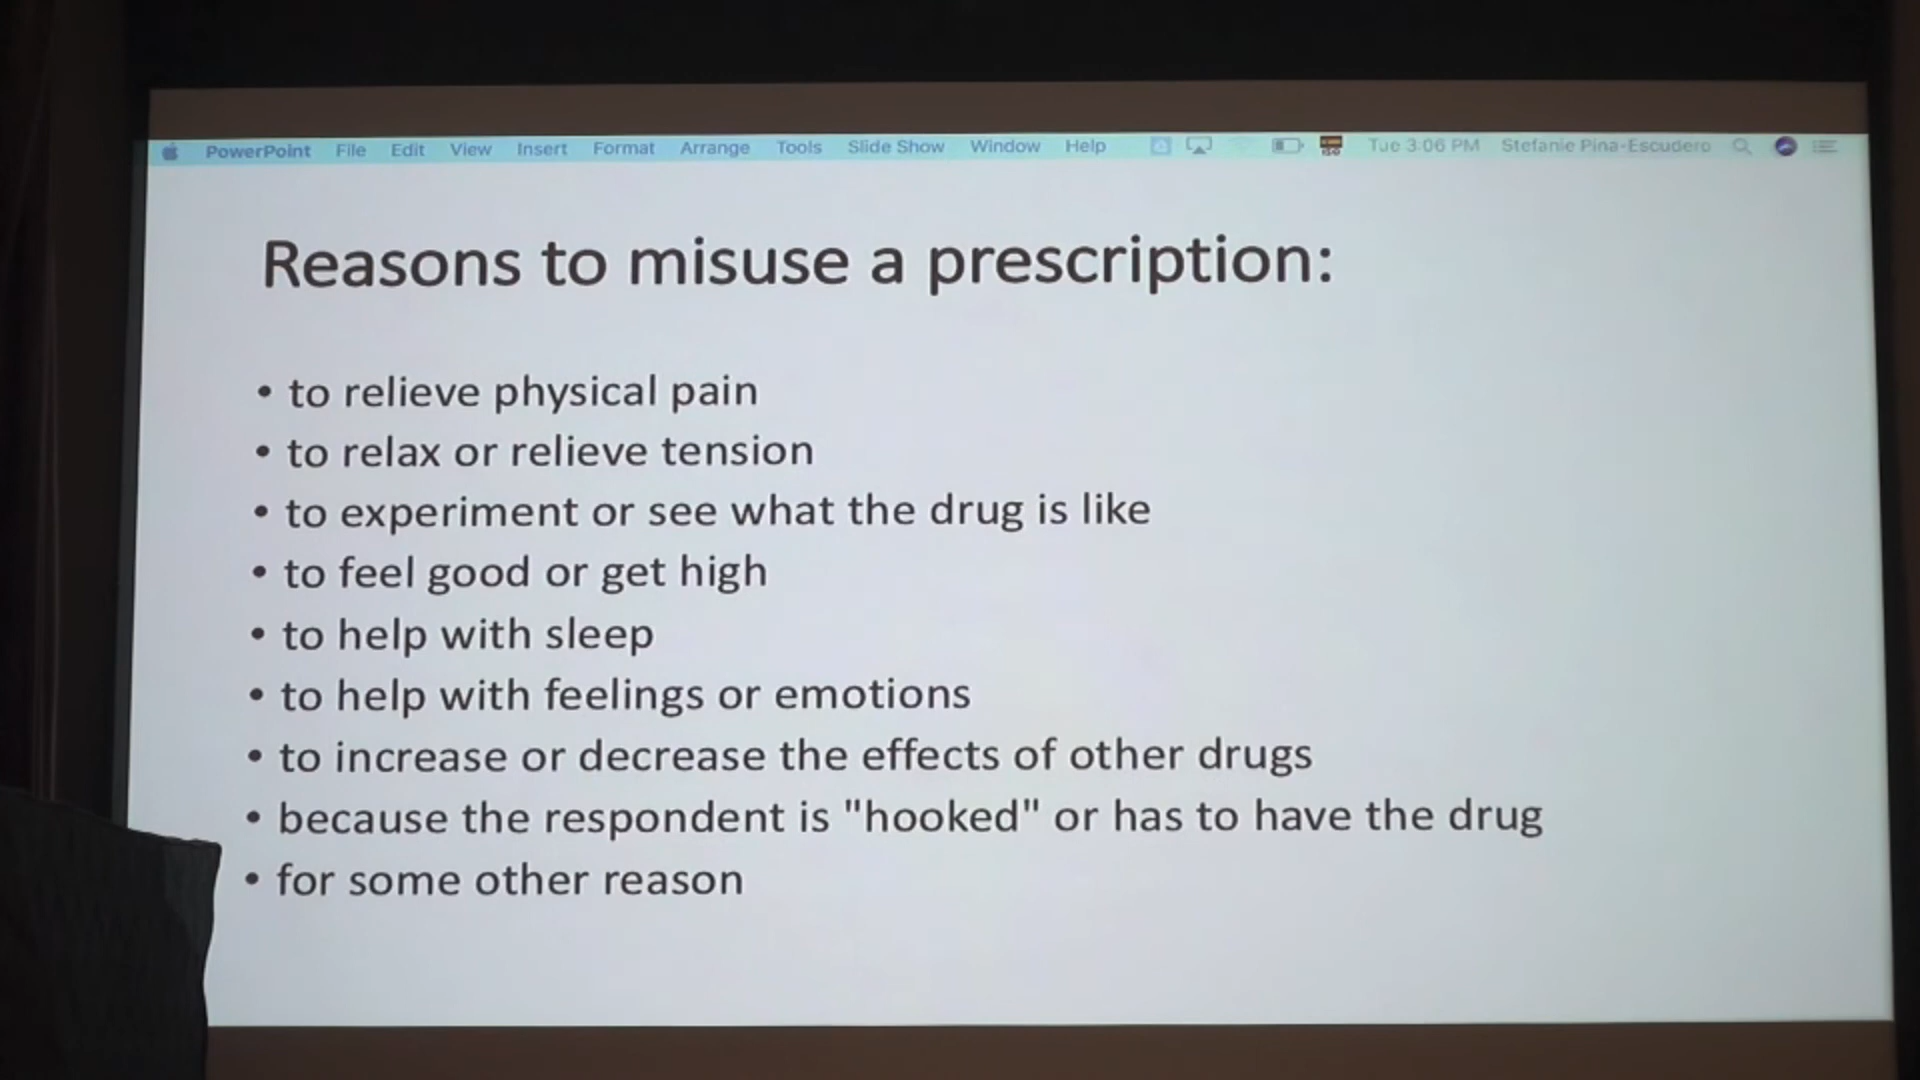 PowerPoint File Edit View Insert Format Arrange Tools Slide Show Window Help Tue 3:06 PM Stefanie Pina-Escudero
Reasons to misuse a prescription:
• to relieve physical pain
• to relax or relieve tension
• to experiment or see what the drug is like
• to feel good or get high
• to help with sleep
• to help with feelings or emotions
• to increase or decrease the effects of other drugs
• because the respondent is "hooked" or has to have the drug
• for some other reason